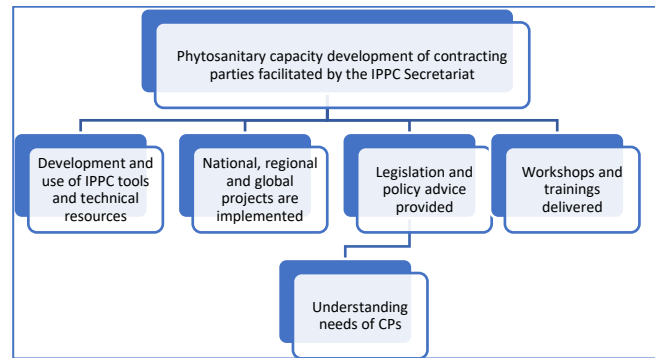 Phytosanitary capacity development of contracting
parties facilitated by the IPPC Secretariat
Development and
use of IPPC tools
and technical
resources
National, regional
and global
projects are
implemented
Legislation and
policy advice
provided
Workshops and
trainings
delivered
Understanding
needs of CPs